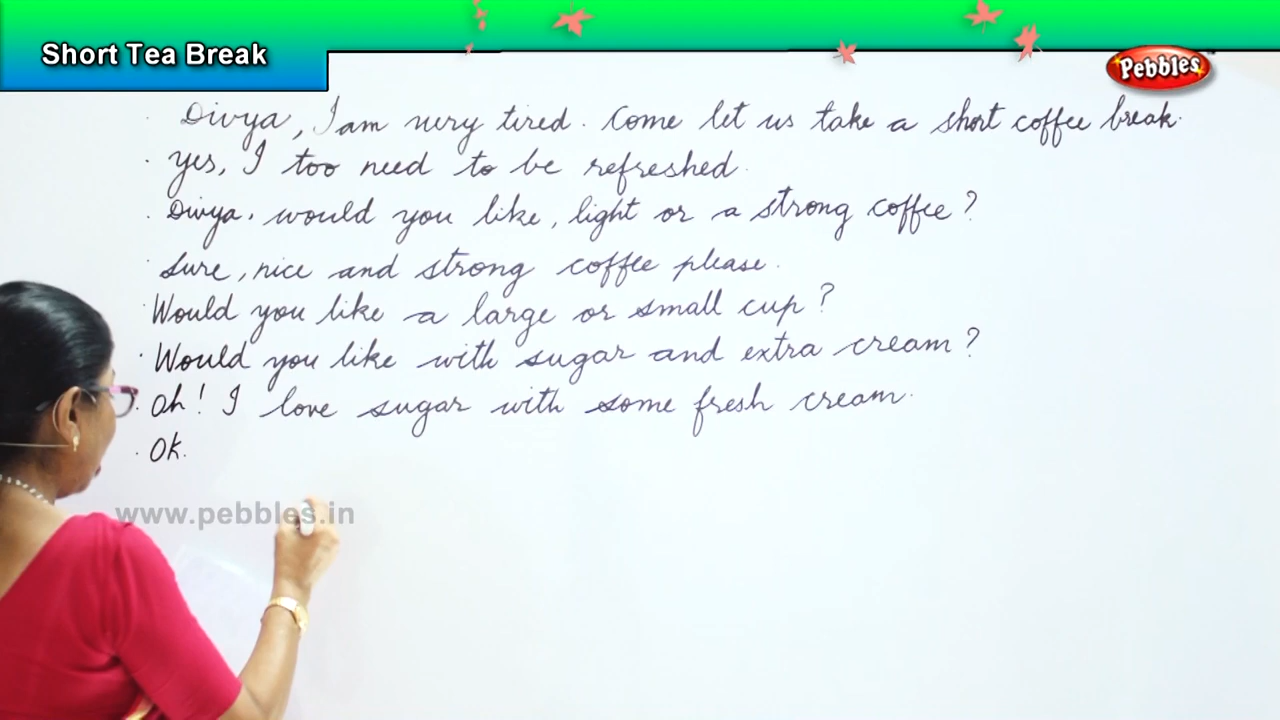 Short Tea Break
Pebbles
Divya, I am very tired. Come let us take a short coffee break.
Yes, I too need to be refreshed.
Divya, would you like, light or a strong coffee?
Sure, nice and strong coffee please.
Would you like a large or small cup?
Would you like with sugar and extra cream?
Oh! I love sugar with some fresh cream.
Ok.
www.pebbles.in